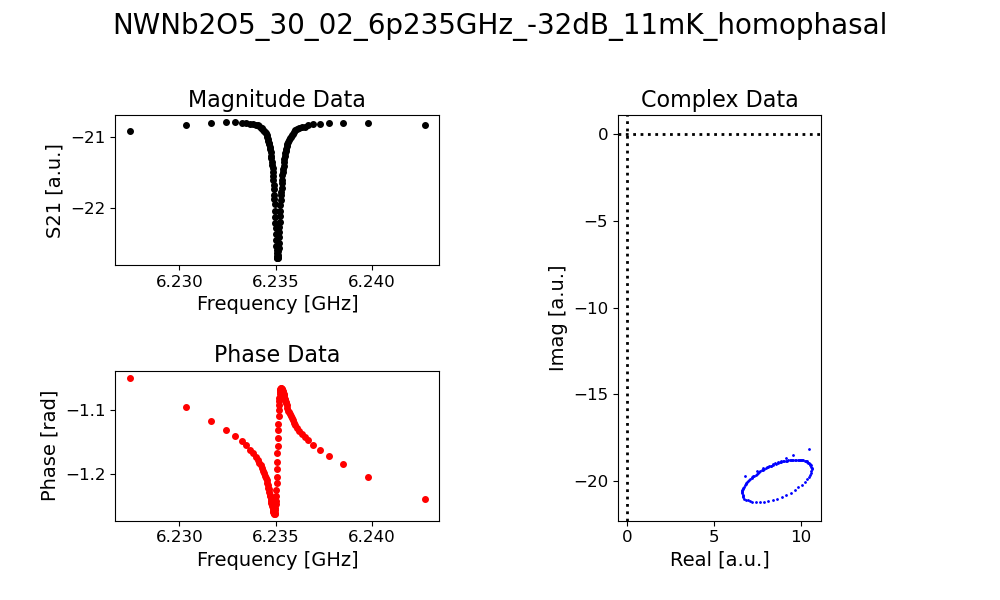 NWNb2O5_30_02_6p235GHz_-32dB_11mK_homophasal
Magnitude Data
S21 [a.u.]
−21
−22
6.230 6.235 6.240
Frequency [GHz]
Phase Data
Phase [rad]
−1.1
−1.2
6.230 6.235 6.240
Frequency [GHz]
Complex Data
Imag [a.u.]
0
−5
−10
−15
−20
0 5 10
Real [a.u.]